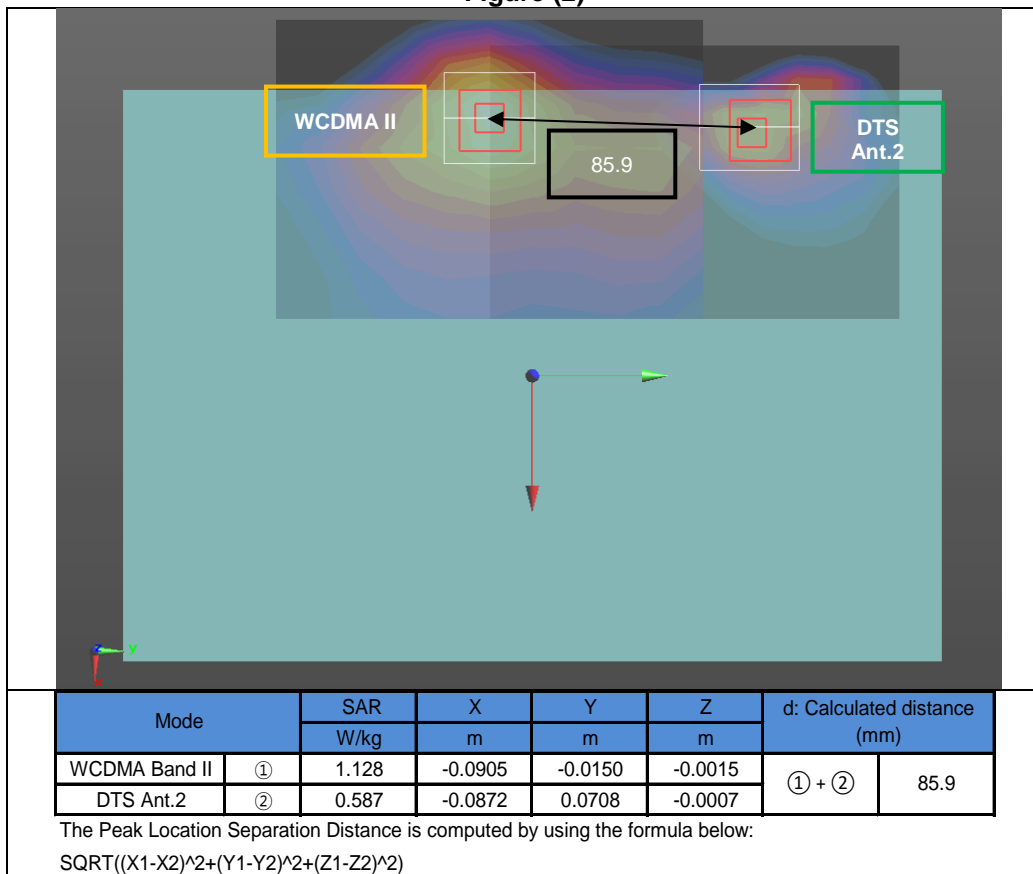 Figure (2)
WCDMA II
DTS
Ant.2
85.9
y
x
Mode SAR X Y Z d: Calculated distance (mm)
W/kg m m m
WCDMA Band II ① 1.128 -0.0905 -0.0150 -0.0015 ① + ② 85.9
DTS Ant.2 ② 0.587 -0.0872 0.0708 -0.0007
The Peak Location Separation Distance is computed by using the formula below:
SQRT((X1-X2)^2+(Y1-Y2)^2+(Z1-Z2)^2)